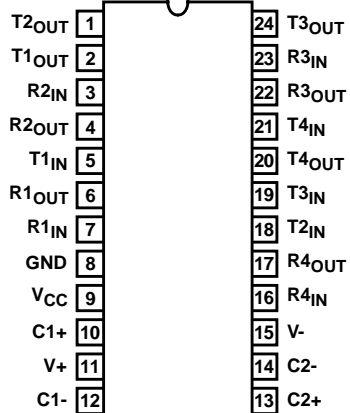 T2OUT 1 24 T3OUT
T1OUT 2 23 R3IN
R2IN 3 22 R3OUT
R2OUT 4 21 T4IN
T1IN 5 20 T4OUT
R1OUT 6 19 T3IN
R1IN 7 18 T2IN
GND 8 17 R4OUT
VCC 9 16 R4IN
C1+ 10 15 V-
V+ 11 14 C2-
C1- 12 13 C2+